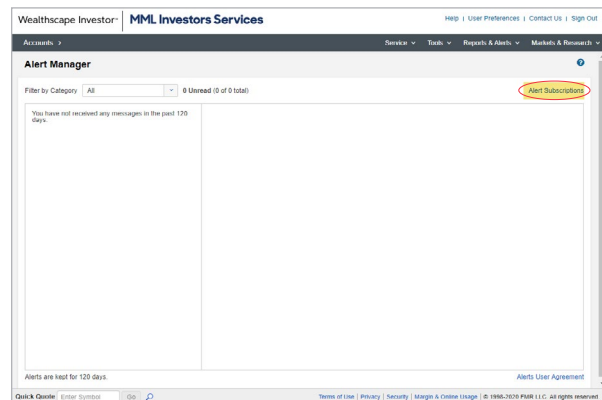 Wealthscape Investor℠ MML Investors Services
Help | User Preferences | Contact Us | Sign Out
Accounts > Service Tools Reports & Alerts Markets & Research
Alert Manager ?
Filter by Category All 0 Unread (0 of 0 total) Alert Subscriptions
You have not received any messages in the past 120
days.
Alerts are kept for 120 days. Alerts User Agreement
Quick Quote Enter Symbol Go Terms of Use | Privacy | Security | Margin & Online Usage | © 1998-2020 FMR LLC. All rights reserved.